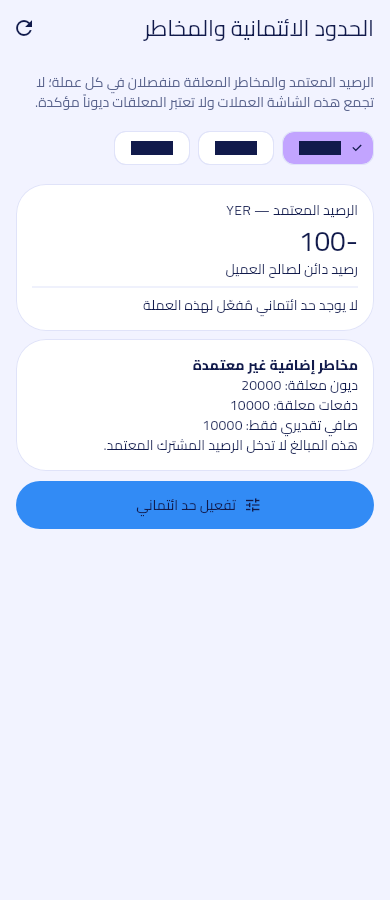 الحدود الائتمانية والمخاطر
الرصيد المعتمد والمخاطر المعلقة منفصلان في كل عملة؛ لا
تجمع هذه الشاشة العملات ولا تعتبر المعلقات ديوناً مؤكدة.
الرصيد المعتمد — YER
-100
رصيد دائن لصالح العميل
لا يوجد حد ائتماني مُفعّل لهذه العملة
مخاطر إضافية غير معتمدة
ديون معلقة: 20000
دفعات معلقة: 10000
صافي تقديري فقط: 10000
هذه المبالغ لا تدخل الرصيد المشترك المعتمد.
تفعيل حد ائتماني